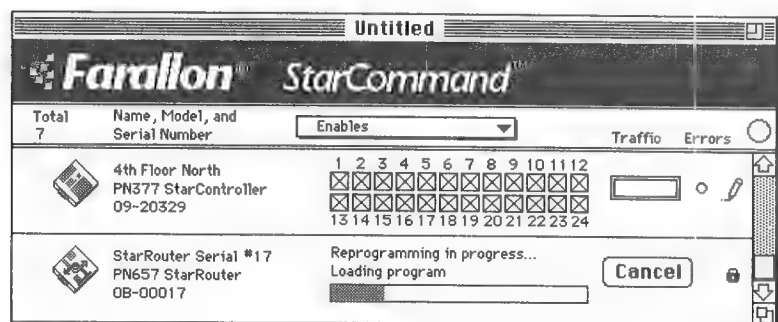 Untitled
Farallon™ StarCommand™
Total
7
Name, Model, and
Serial Number
Enables
Traffic
Errors
4th Floor North
PN377 StarController
09-20329
1 2 3 4 5 6 7 8 9 10 11 12
13 14 15 16 17 18 19 20 21 22 23 24
StarRouter Serial #17
PN657 StarRouter
0B-00017
Reprogramming in progress...
Loading program
Cancel